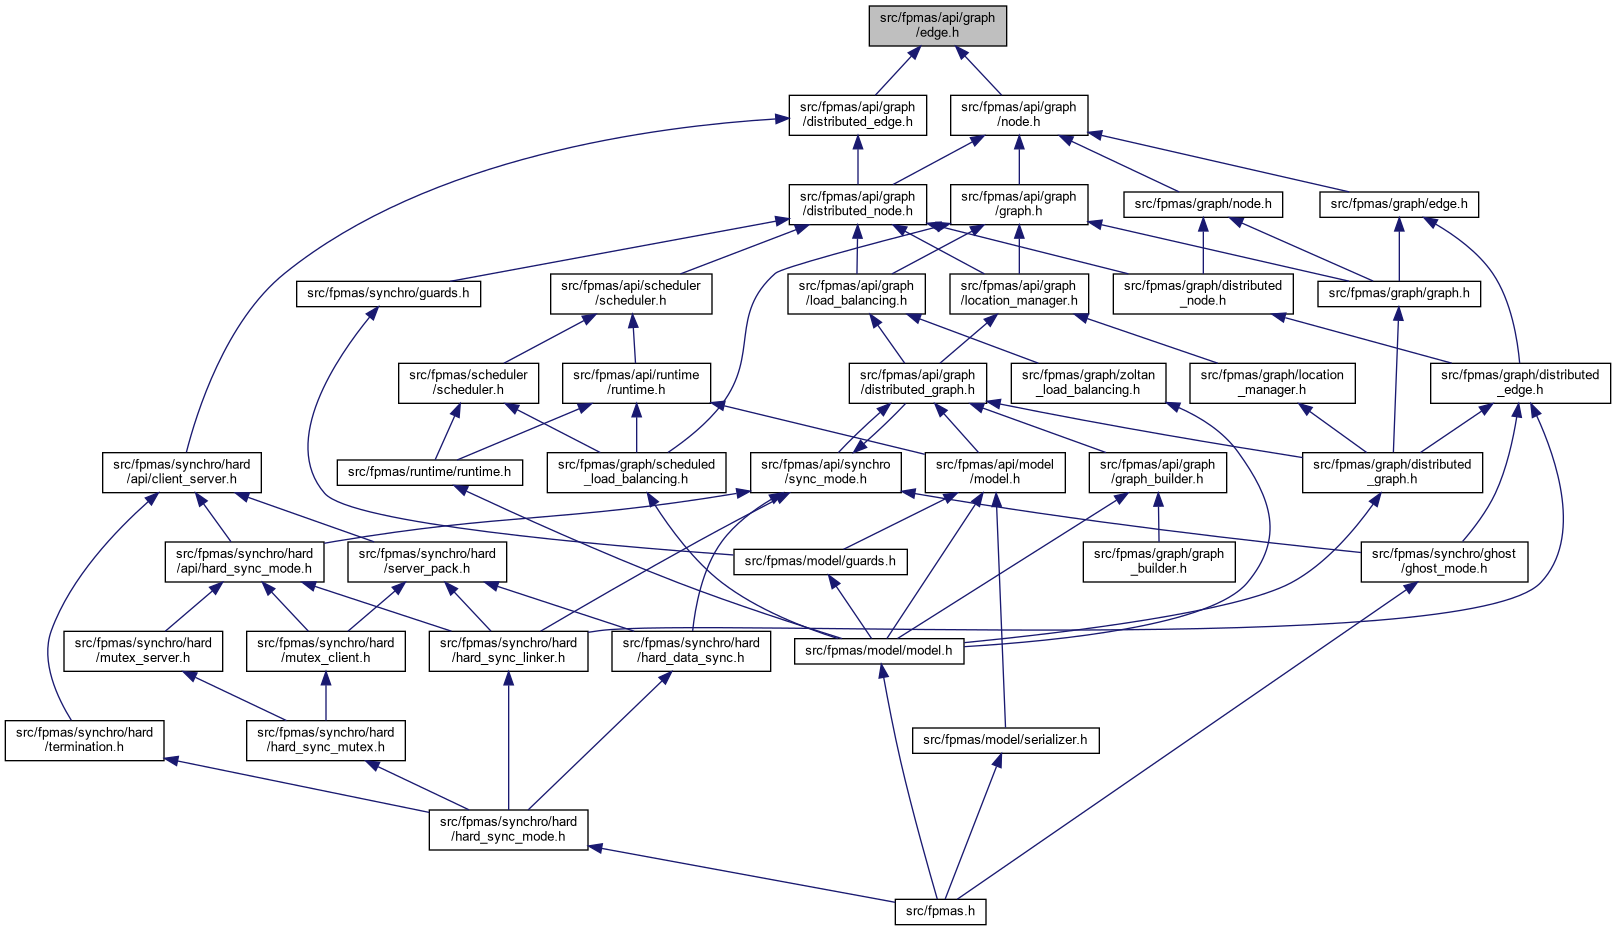 src/fpmas/api/graph
/edge.h
src/fpmas/api/graph
/distributed_edge.h
src/fpmas/api/graph
/node.h
src/fpmas/api/graph
/distributed_node.h
src/fpmas/api/graph
/graph.h
src/fpmas/graph/node.h
src/fpmas/graph/edge.h
src/fpmas/synchro/guards.h
src/fpmas/api/scheduler
/scheduler.h
src/fpmas/api/graph
/load_balancing.h
src/fpmas/api/graph
/location_manager.h
src/fpmas/graph/distributed
_node.h
src/fpmas/graph/graph.h
src/fpmas/scheduler
/scheduler.h
src/fpmas/api/runtime
/runtime.h
src/fpmas/api/graph
/distributed_graph.h
src/fpmas/graph/zoltan
_load_balancing.h
src/fpmas/graph/location
_manager.h
src/fpmas/graph/distributed
_edge.h
src/fpmas/synchro/hard
/api/client_server.h
src/fpmas/runtime/runtime.h
src/fpmas/graph/scheduled
_load_balancing.h
src/fpmas/api/synchro
/sync_mode.h
src/fpmas/api/model
/model.h
src/fpmas/api/graph
/graph_builder.h
src/fpmas/graph/distributed
_graph.h
src/fpmas/synchro/hard
/api/hard_sync_mode.h
src/fpmas/synchro/hard
/server_pack.h
src/fpmas/model/guards.h
src/fpmas/graph/graph
_builder.h
src/fpmas/synchro/ghost
/ghost_mode.h
src/fpmas/synchro/hard
/mutex_server.h
src/fpmas/synchro/hard
/mutex_client.h
src/fpmas/synchro/hard
/hard_sync_linker.h
src/fpmas/synchro/hard
/hard_data_sync.h
src/fpmas/model/model.h
src/fpmas/synchro/hard
/termination.h
src/fpmas/synchro/hard
/hard_sync_mutex.h
src/fpmas/model/serializer.h
src/fpmas/synchro/hard
/hard_sync_mode.h
src/fpmas.h